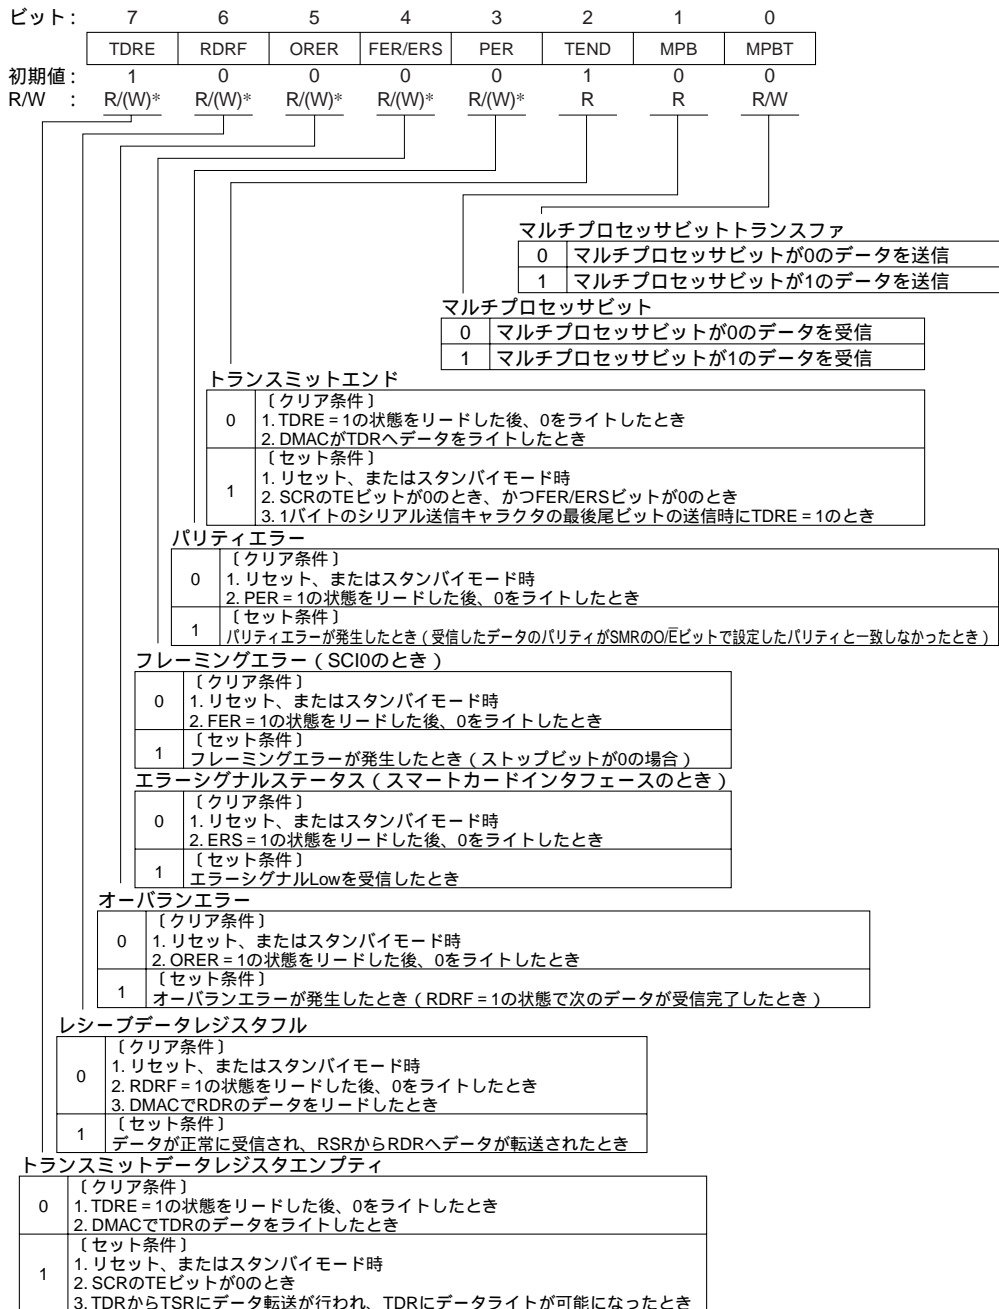 ビット: 7 6 5 4 3 2 1 0
TDRE RDRF ORER FER/ERS PER TEND MPB MPBT
初期値: 1 0 0 0 0 1 0 0
R/W : R/(W)* R/(W)* R/(W)* R/(W)* R/(W)* R R R/W
マルチプロセッサビットトランスファ
0 マルチプロセッサビットが0のデータを送信
1 マルチプロセッサビットが1のデータを送信
マルチプロセッサビット
0 マルチプロセッサビットが0のデータを受信
1 マルチプロセッサビットが1のデータを受信
トランスミットエンド
〔クリア条件〕
0 1. TDRE = 1の状態をリードした後、0をライトしたとき
2. DMACがTDRへデータをライトしたとき
〔セット条件〕
1. リセット、またはスタンバイモード時
1 2. SCRのTEビットが0のとき、かつFER/ERSビットが0のとき
3. 1バイトのシリアル送信キャラクタの最後尾ビットの送信時にTDRE = 1のとき
パリティエラー
〔クリア条件〕
0 1. リセット、またはスタンバイモード時
2. PER = 1の状態をリードした後、0をライトしたとき
〔セット条件〕
1 パリティエラーが発生したとき(受信したデータのパリティがSMRのO/E̅ビットで設定したパリティと一致しなかったとき)
フレーミングエラー(SCI0のとき)
〔クリア条件〕
0 1. リセット、またはスタンバイモード時
2. FER = 1の状態をリードした後、0をライトしたとき
〔セット条件〕
1 フレーミングエラーが発生したとき(ストップビットが0の場合)
エラーシグナルステータス(スマートカードインタフェースのとき)
〔クリア条件〕
0 1. リセット、またはスタンバイモード時
2. ERS = 1の状態をリードした後、0をライトしたとき
〔セット条件〕
1 エラーシグナルLowを受信したとき
オーバランエラー
〔クリア条件〕
0 1. リセット、またはスタンバイモード時
2. ORER = 1の状態をリードした後、0をライトしたとき
〔セット条件〕
1 オーバランエラーが発生したとき(RDRF = 1の状態で次のデータが受信完了したとき)
レシーブデータレジスタフル
〔クリア条件〕
1. リセット、またはスタンバイモード時
0 2. RDRF = 1の状態をリードした後、0をライトしたとき
3. DMACでRDRのデータをリードしたとき
〔セット条件〕
1 データが正常に受信され、RSRからRDRへデータが転送されたとき
トランスミットデータレジスタエンプティ
〔クリア条件〕
0 1. TDRE = 1の状態をリードした後、0をライトしたとき
2. DMACでTDRのデータをライトしたとき
〔セット条件〕
1. リセット、またはスタンバイモード時
1 2. SCRのTEビットが0のとき
3. TDRからTSRにデータ転送が行われ、TDRにデータライトが可能になったとき